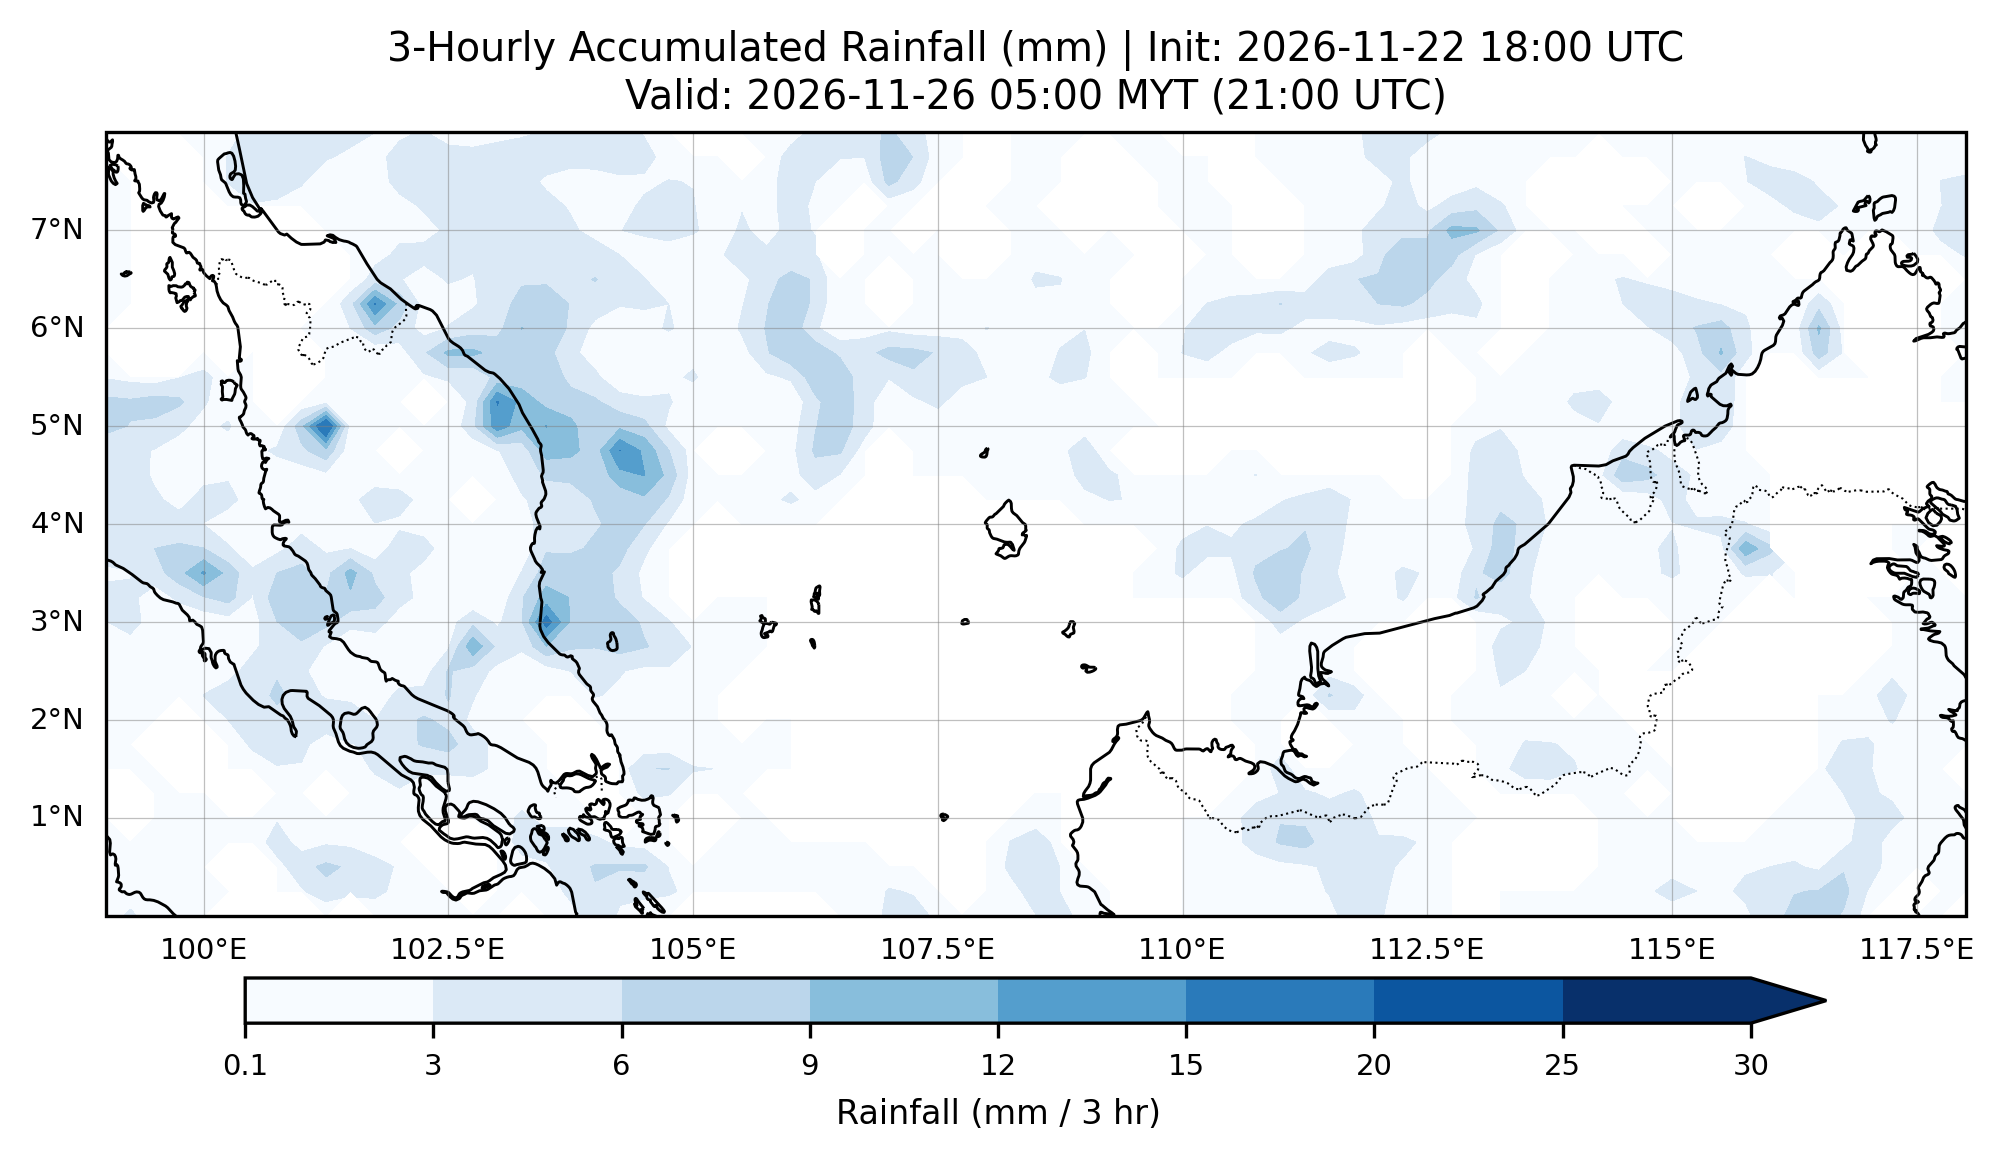 3-Hourly Accumulated Rainfall (mm) | Init: 2026-11-22 18:00 UTC
Valid: 2026-11-26 05:00 MYT (21:00 UTC)
7°N
6°N
5°N
4°N
3°N
2°N
1°N
100°E 102.5°E 105°E 107.5°E 110°E 112.5°E 115°E 117.5°E
0.1 3 6 9 12 15 20 25 30
Rainfall (mm / 3 hr)